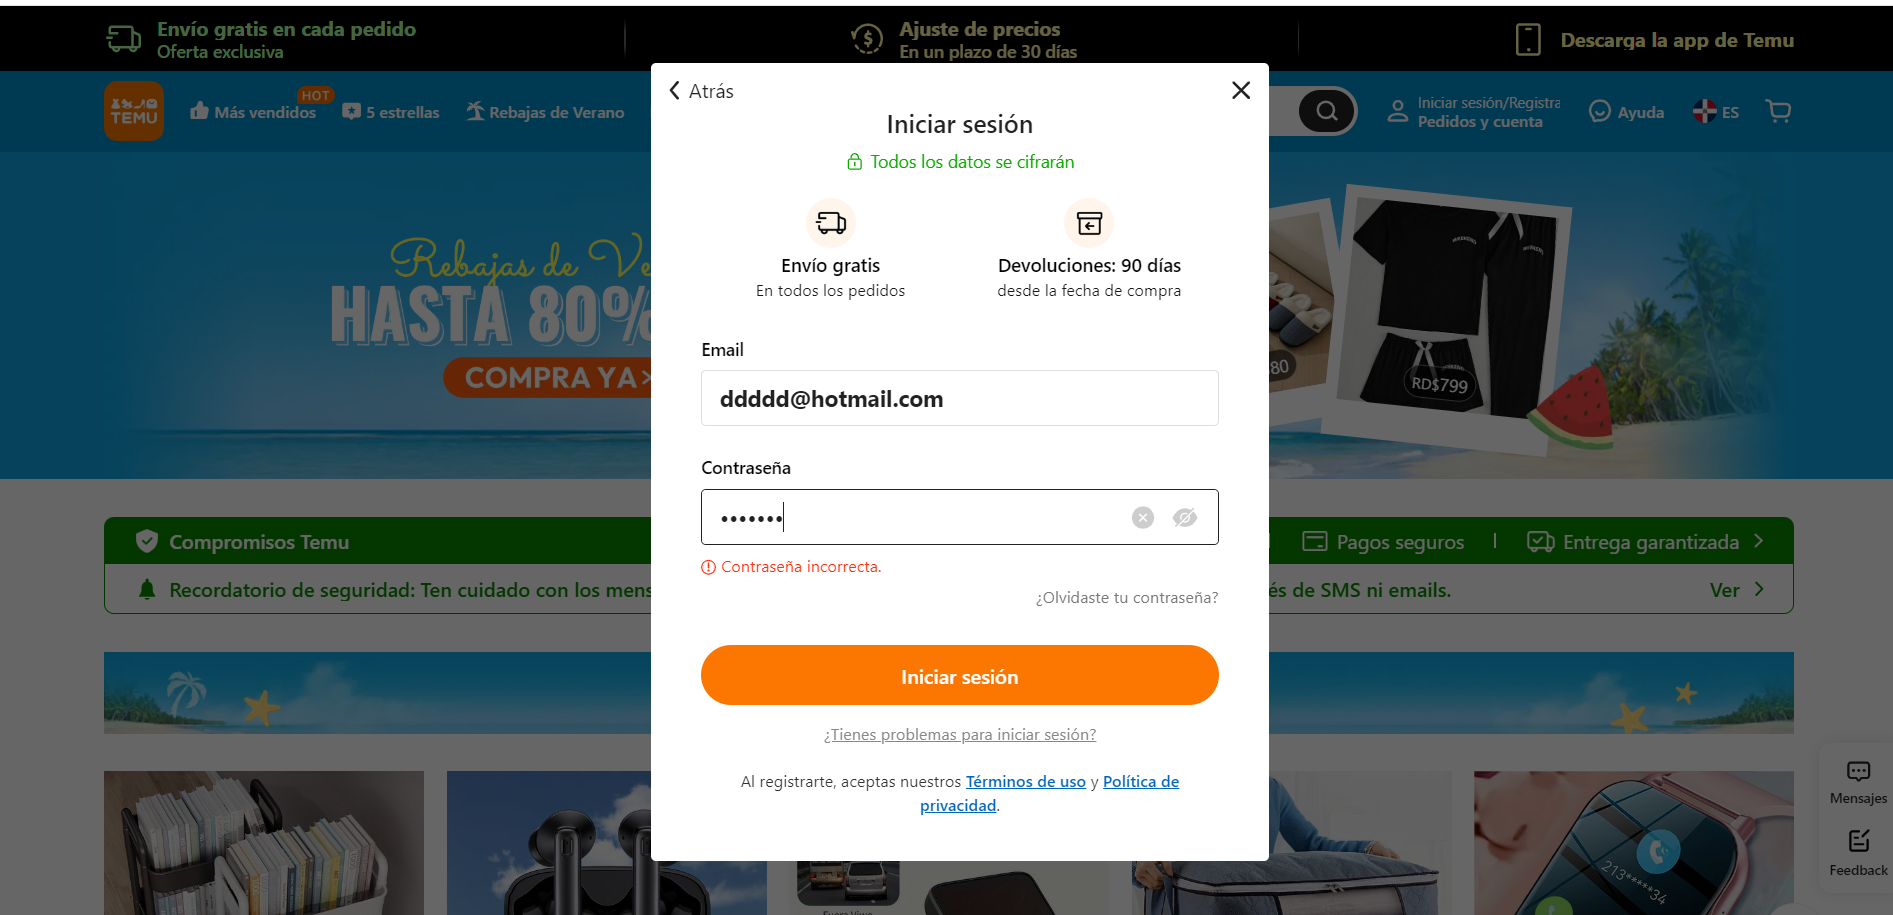 Envío gratis en cada pedido
Oferta exclusiva
Ajuste de precios
En un plazo de 30 días
Descarga la app de Temu
TEMU
Más vendidos
HOT
5 estrellas
Rebajas de Verano
Iniciar sesión/Registra
Pedidos y cuenta
Ayuda
ES
Rebajas de Ve
HASTA 80%
COMPRA YA>
80
RD$799
Atrás
Iniciar sesión
Todos los datos se cifrarán
Envío gratis
En todos los pedidos
Devoluciones: 90 días
desde la fecha de compra
Email
ddddd@hotmail.com
Contraseña
•••••••
Contraseña incorrecta.
¿Olvidaste tu contraseña?
Iniciar sesión
¿Tienes problemas para iniciar sesión?
Al registrarte, aceptas nuestros Términos de uso y Política de
privacidad.
Compromisos Temu
Pagos seguros
Entrega garantizada
Recordatorio de seguridad: Ten cuidado con los mens
és de SMS ni emails.
Ver
213*****34
Mensajes
Feedback